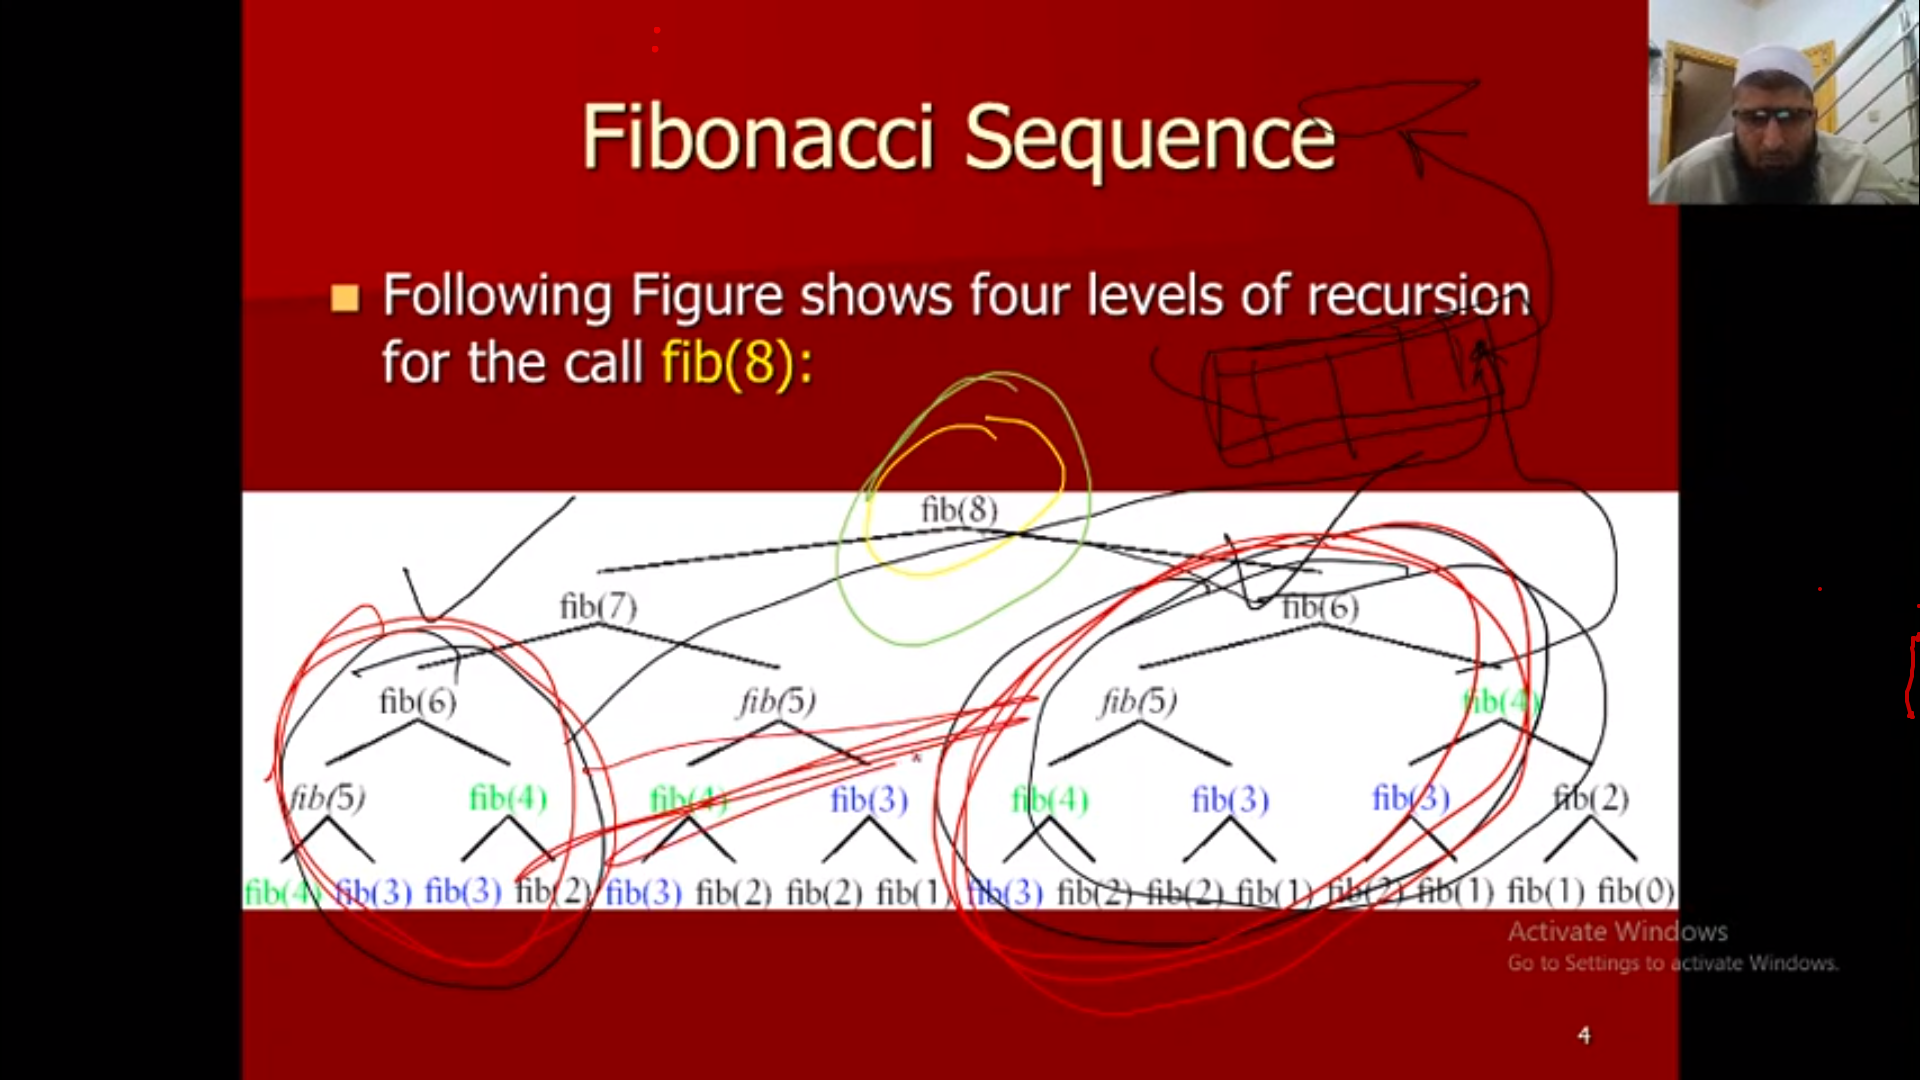 Fibonacci Sequence
Following Figure shows four levels of recursion
for the call fib(8):
fib(8)
fib(7) fib(6)
fib(6) fib(5) fib(5) fib(4)
fib(5) fib(4) fib(4) fib(3) fib(4) fib(3) fib(3) fib(2)
fib(4) fib(3) fib(3) fib(2) fib(3) fib(2) fib(2) fib(1) fib(3) fib(2) fib(2) fib(1) fib(2) fib(1) fib(1) fib(0)
Activate Windows
Go to Settings to activate Windows.
4